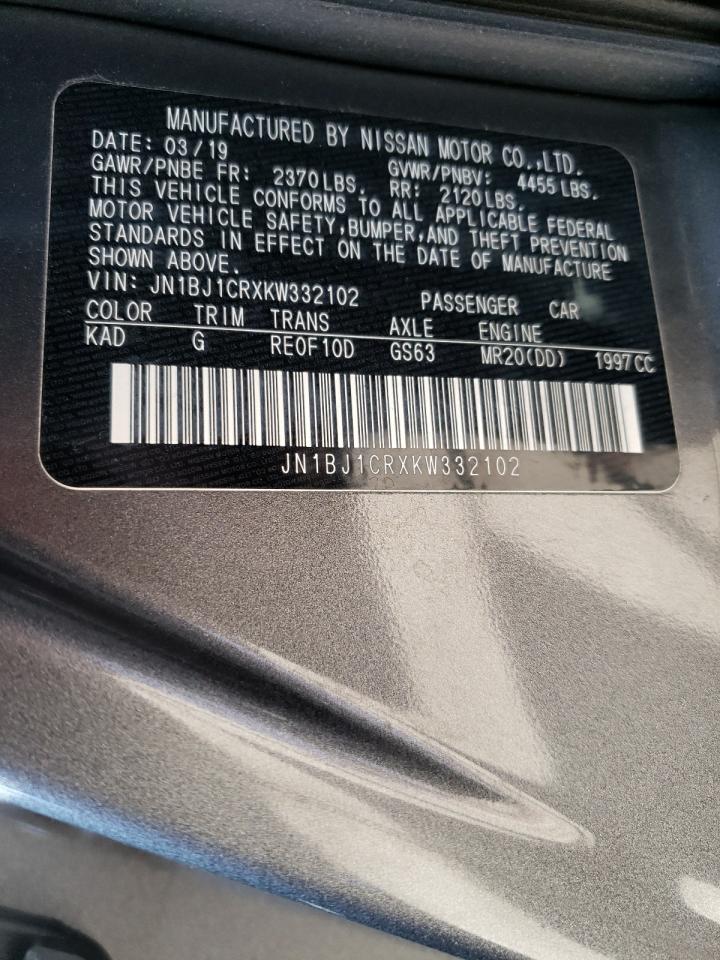 MANUFACTURED BY NISSAN MOTOR CO.,LTD.
DATE: 03/19 GVWR/PNBV: 4455 LBS.
GAWR/PNBE FR: 2370LBS. RR: 2120LBS.
THIS VEHICLE CONFORMS TO ALL APPLICABLE FEDERAL
MOTOR VEHICLE SAFETY,BUMPER,AND THEFT PREVENTION
STANDARDS IN EFFECT ON THE DATE OF MANUFACTURE
SHOWN ABOVE.
VIN: JN1BJ1CRXKW332102 PASSENGER CAR
COLOR TRIM TRANS AXLE ENGINE
KAD G RE0F10D GS63 MR20(DD) 1997CC
JN1BJ1CRXKW332102